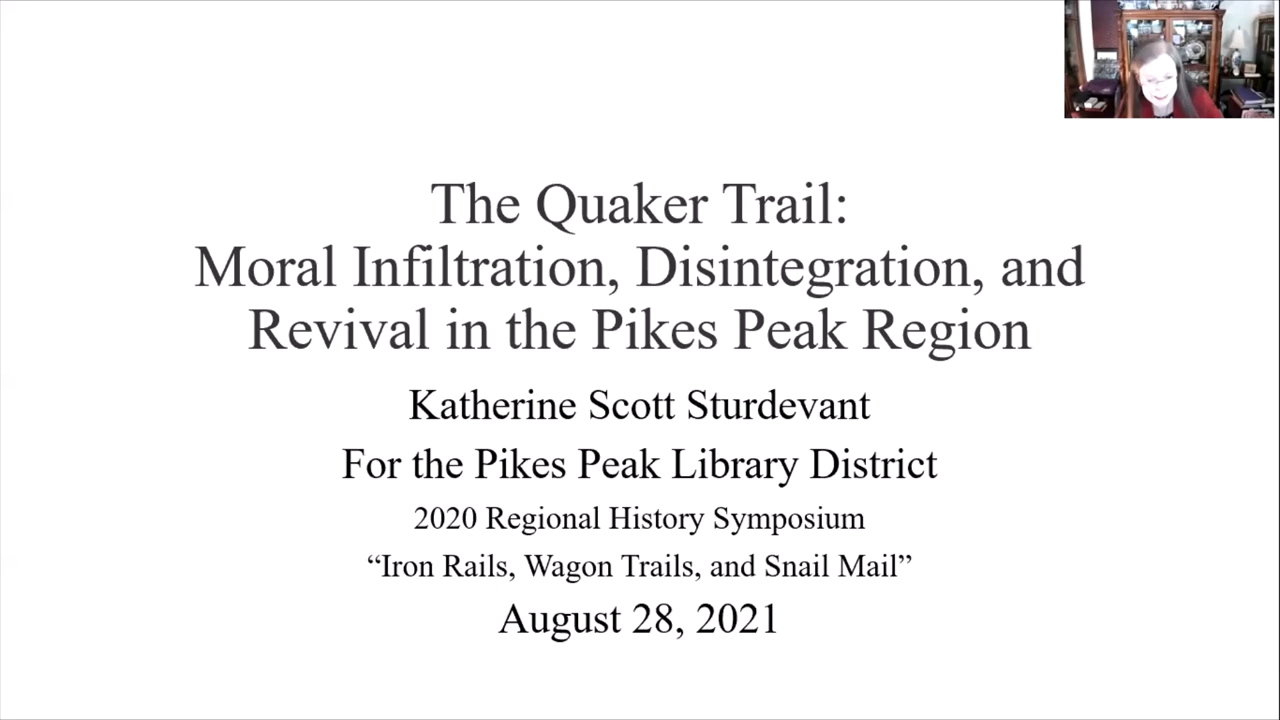 The Quaker Trail:
Moral Infiltration, Disintegration, and
Revival in the Pikes Peak Region
Katherine Scott Sturdevant
For the Pikes Peak Library District
2020 Regional History Symposium
“Iron Rails, Wagon Trails, and Snail Mail”
August 28, 2021